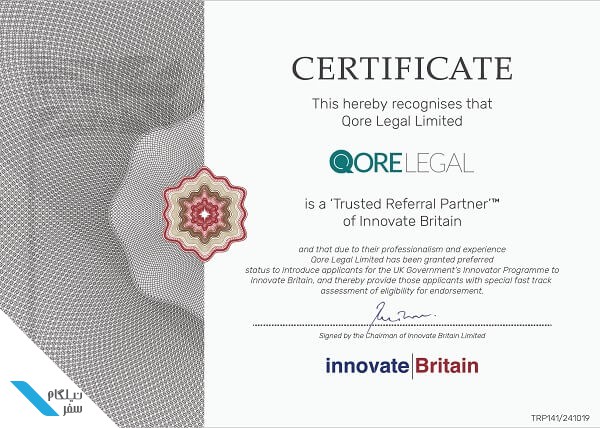 CERTIFICATE
This hereby recognises that
Qore Legal Limited
QORE LEGAL
is a ‘Trusted Referral Partner’™
of Innovate Britain
and that due to their professionalism and experience
Qore Legal Limited has been granted preferred
status to introduce applicants for the UK Government's Innovator Programme to
Innovate Britain, and thereby provide those applicants with special fast track
assessment of eligibility for endorsement.
Signed by the Chairman of Innovate Britain Limited
innovate|Britain
نیلگام
سفر
TRP141/241019